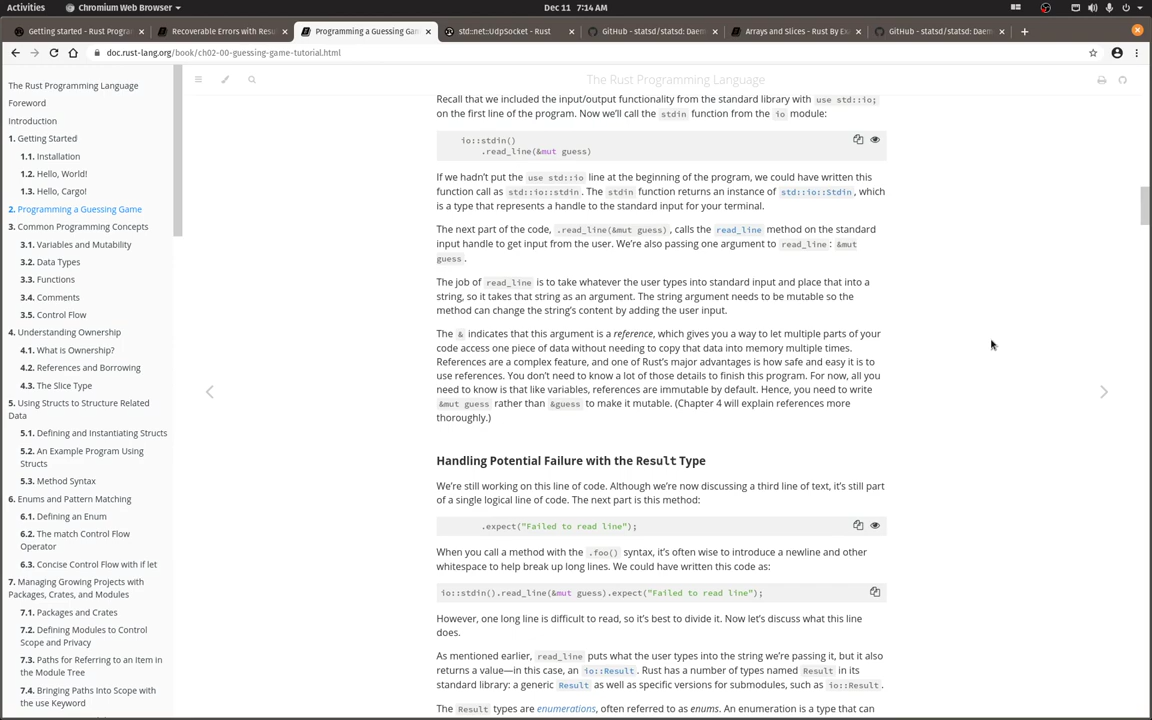 Activities
Chromium Web Browser
Dec 11 7:14 AM
Getting started - Rust Progra
Recoverable Errors with Resu
Programming a Guessing Gam
std::net::UdpSocket - Rust
GitHub - statsd/statsd: Daem
Arrays and Slices - Rust By Ex
GitHub - statsd/statsd: Daem
doc.rust-lang.org/book/ch02-00-guessing-game-tutorial.html
The Rust Programming Language
Foreword
Introduction
1. Getting Started
1.1. Installation
1.2. Hello, World!
1.3. Hello, Cargo!
2. Programming a Guessing Game
3. Common Programming Concepts
3.1. Variables and Mutability
3.2. Data Types
3.3. Functions
3.4. Comments
3.5. Control Flow
4. Understanding Ownership
4.1. What is Ownership?
4.2. References and Borrowing
4.3. The Slice Type
5. Using Structs to Structure Related
Data
5.1. Defining and Instantiating Structs
5.2. An Example Program Using
Structs
5.3. Method Syntax
6. Enums and Pattern Matching
6.1. Defining an Enum
6.2. The match Control Flow
Operator
6.3. Concise Control Flow with if let
7. Managing Growing Projects with
Packages, Crates, and Modules
7.1. Packages and Crates
7.2. Defining Modules to Control
Scope and Privacy
7.3. Paths for Referring to an Item in
the Module Tree
7.4. Bringing Paths Into Scope with
the use Keyword
The Rust Programming Language
Recall that we included the input/output functionality from the standard library with use std::io;
on the first line of the program. Now we'll call the stdin function from the io module:
io::stdin()
.read_line(&mut guess)
If we hadn't put the use std::io line at the beginning of the program, we could have written this
function call as std::io::stdin. The stdin function returns an instance of std::io::Stdin, which
is a type that represents a handle to the standard input for your terminal.
The next part of the code, .read_line(&mut guess), calls the read_line method on the standard
input handle to get input from the user. We're also passing one argument to read_line: &mut
guess.
The job of read_line is to take whatever the user types into standard input and place that into a
string, so it takes that string as an argument. The string argument needs to be mutable so the
method can change the string's content by adding the user input.
The & indicates that this argument is a reference, which gives you a way to let multiple parts of your
code access one piece of data without needing to copy that data into memory multiple times.
References are a complex feature, and one of Rust's major advantages is how safe and easy it is to
use references. You don't need to know a lot of those details to finish this program. For now, all you
need to know is that like variables, references are immutable by default. Hence, you need to write
&mut guess rather than &guess to make it mutable. (Chapter 4 will explain references more
thoroughly.)
Handling Potential Failure with the Result Type
We're still working on this line of code. Although we're now discussing a third line of text, it's still part
of a single logical line of code. The next part is this method:
.expect("Failed to read line");
When you call a method with the .foo() syntax, it's often wise to introduce a newline and other
whitespace to help break up long lines. We could have written this code as:
io::stdin().read_line(&mut guess).expect("Failed to read line");
However, one long line is difficult to read, so it's best to divide it. Now let's discuss what this line
does.
As mentioned earlier, read_line puts what the user types into the string we're passing it, but it also
returns a value—in this case, an io::Result. Rust has a number of types named Result in its
standard library: a generic Result as well as specific versions for submodules, such as io::Result.
The Result types are enumerations, often referred to as enums. An enumeration is a type that can